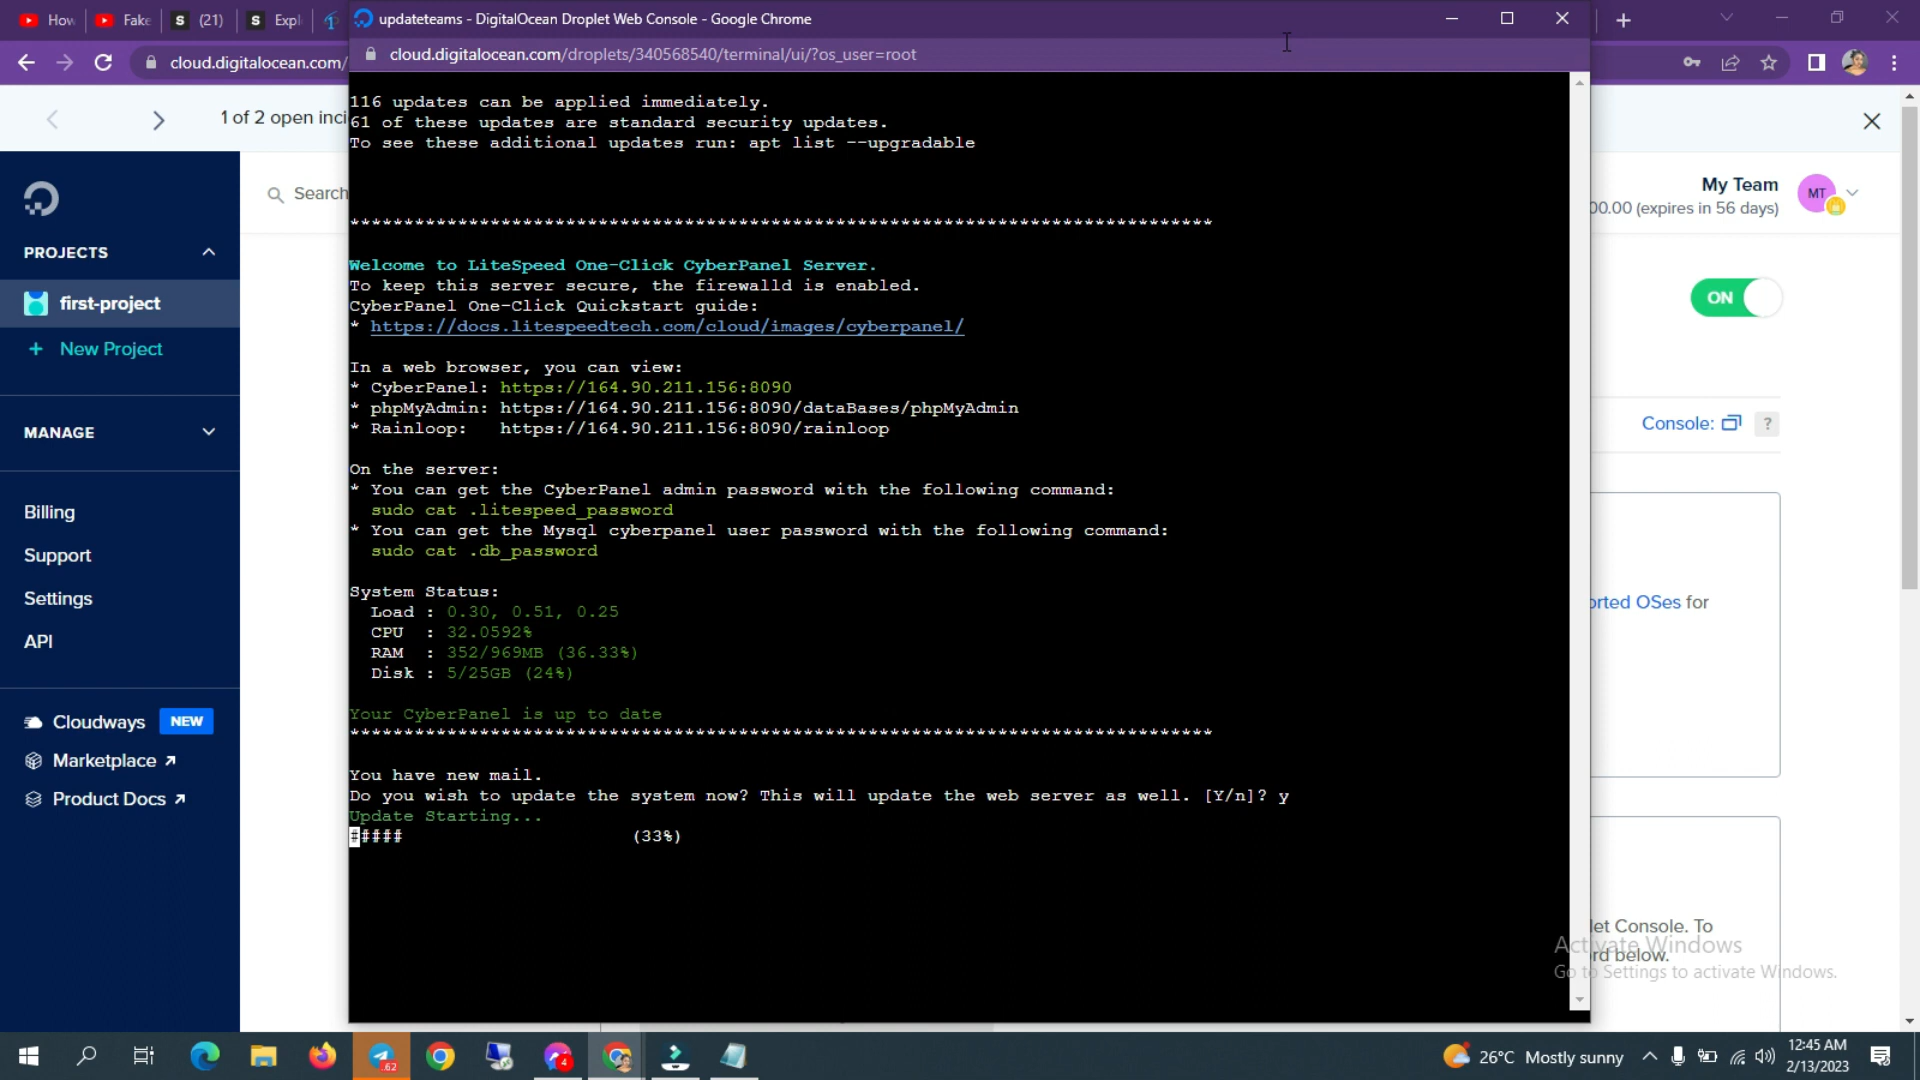 How
Fake
S (21)
S Expl
updateteams - DigitalOcean Droplet Web Console - Google Chrome
cloud.digitalocean.com/
cloud.digitalocean.com/droplets/340568540/terminal/ui/?os_user=root
1 of 2 open inci
Search
My Team
00.00 (expires in 56 days)
MT
PROJECTS
first-project
+ New Project
MANAGE
Billing
Support
Settings
API
Cloudways NEW
Marketplace
Product Docs
116 updates can be applied immediately.
61 of these updates are standard security updates.
To see these additional updates run: apt list --upgradable
********************************************************************************
Welcome to LiteSpeed One-Click CyberPanel Server.
To keep this server secure, the firewalld is enabled.
CyberPanel One-Click Quickstart guide:
* https://docs.litespeedtech.com/cloud/images/cyberpanel/
In a web browser, you can view:
* CyberPanel: https://164.90.211.156:8090
* phpMyAdmin: https://164.90.211.156:8090/dataBases/phpMyAdmin
* Rainloop:   https://164.90.211.156:8090/rainloop
On the server:
* You can get the CyberPanel admin password with the following command:
sudo cat .litespeed_password
* You can get the Mysql cyberpanel user password with the following command:
sudo cat .db_password
System Status:
Load : 0.30, 0.51, 0.25
CPU  : 32.0592%
RAM  : 352/969MB (36.33%)
Disk : 5/25GB (24%)
Your CyberPanel is up to date
********************************************************************************
You have new mail.
Do you wish to update the system now? This will update the web server as well. [Y/n]? y
Update Starting...
##### (33%)
ON
Console: ?
orted OSes for
let Console. To
rd below.
Activate Windows
Go to Settings to activate Windows.
62
4
26°C Mostly sunny
12:45 AM
2/13/2023